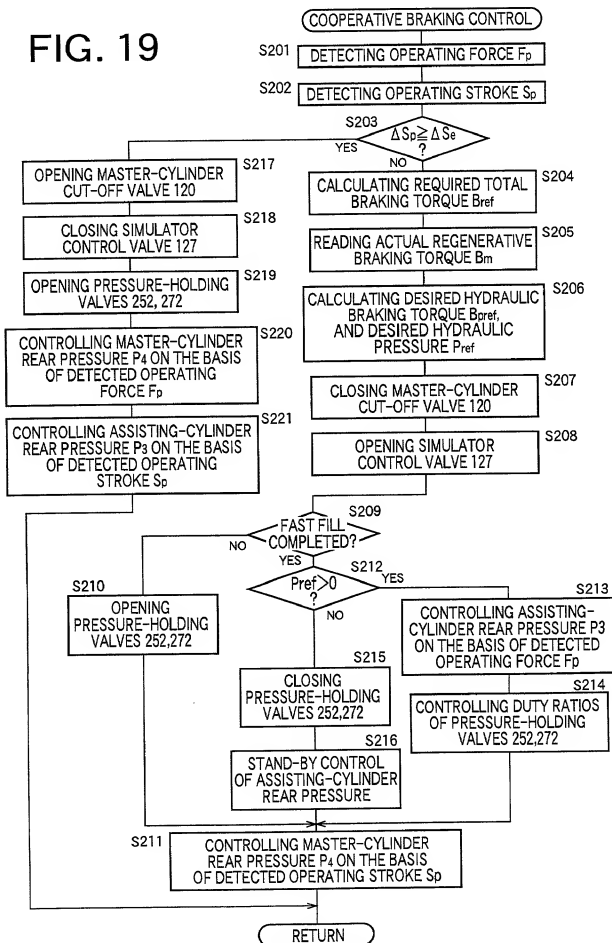 FIG. 19
COOPERATIVE BRAKING CONTROL
S201
DETECTING OPERATING FORCE Fp
S202
DETECTING OPERATING STROKE Sp
S203
ΔSp≧ΔSe
?
YES
NO
S217
OPENING MASTER-CYLINDER
CUT-OFF VALVE 120
S218
CLOSING SIMULATOR
CONTROL VALVE 127
S219
OPENING PRESSURE-HOLDING
VALVES 252, 272
S220
CONTROLLING MASTER-CYLINDER
REAR PRESSURE P4 ON THE BASIS
OF DETECTED OPERATING
FORCE Fp
S221
CONTROLLING ASSISTING-CYLINDER
REAR PRESSURE P3 ON THE BASIS
OF DETECTED OPERATING
STROKE Sp
S204
CALCULATING REQUIRED TOTAL
BRAKING TORQUE Bref
S205
READING ACTUAL REGENERATIVE
BRAKING TORQUE Bm
S206
CALCULATING DESIRED HYDRAULIC
BRAKING TORQUE Bpref,
AND DESIRED HYDRAULIC
PRESSURE Pref
S207
CLOSING MASTER-CYLINDER
CUT-OFF VALVE 120
S208
OPENING SIMULATOR
CONTROL VALVE 127
S209
FAST FILL
COMPLETED?
NO
YES
S210
OPENING
PRESSURE-HOLDING
VALVES 252,272
S212
Pref>0
?
YES
NO
S213
CONTROLLING ASSISTING-
CYLINDER REAR PRESSURE P3
ON THE BASIS OF DETECTED
OPERATING FORCE Fp
S214
CONTROLLING DUTY RATIOS
OF PRESSURE-HOLDING
VALVES 252,272
S215
CLOSING
PRESSURE-HOLDING
VALVES 252,272
S216
STAND-BY CONTROL
OF ASSISTING-CYLINDER
REAR PRESSURE
S211
CONTROLLING MASTER-CYLINDER
REAR PRESSURE P4 ON THE BASIS
OF DETECTED OPERATING STROKE Sp
RETURN